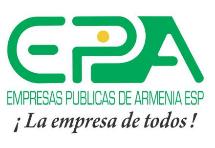 EPA
EMPRESAS PUBLICAS DE ARMENIA ESP
¡ La empresa de todos !